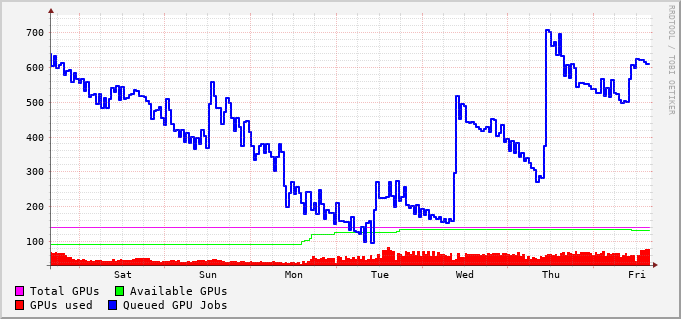 700
600
500
400
300
200
100
Sat Sun Mon Tue Wed Thu Fri
Total GPUs Available GPUs
GPUs used Queued GPU Jobs
RRDTOOL / TOBI OETIKER